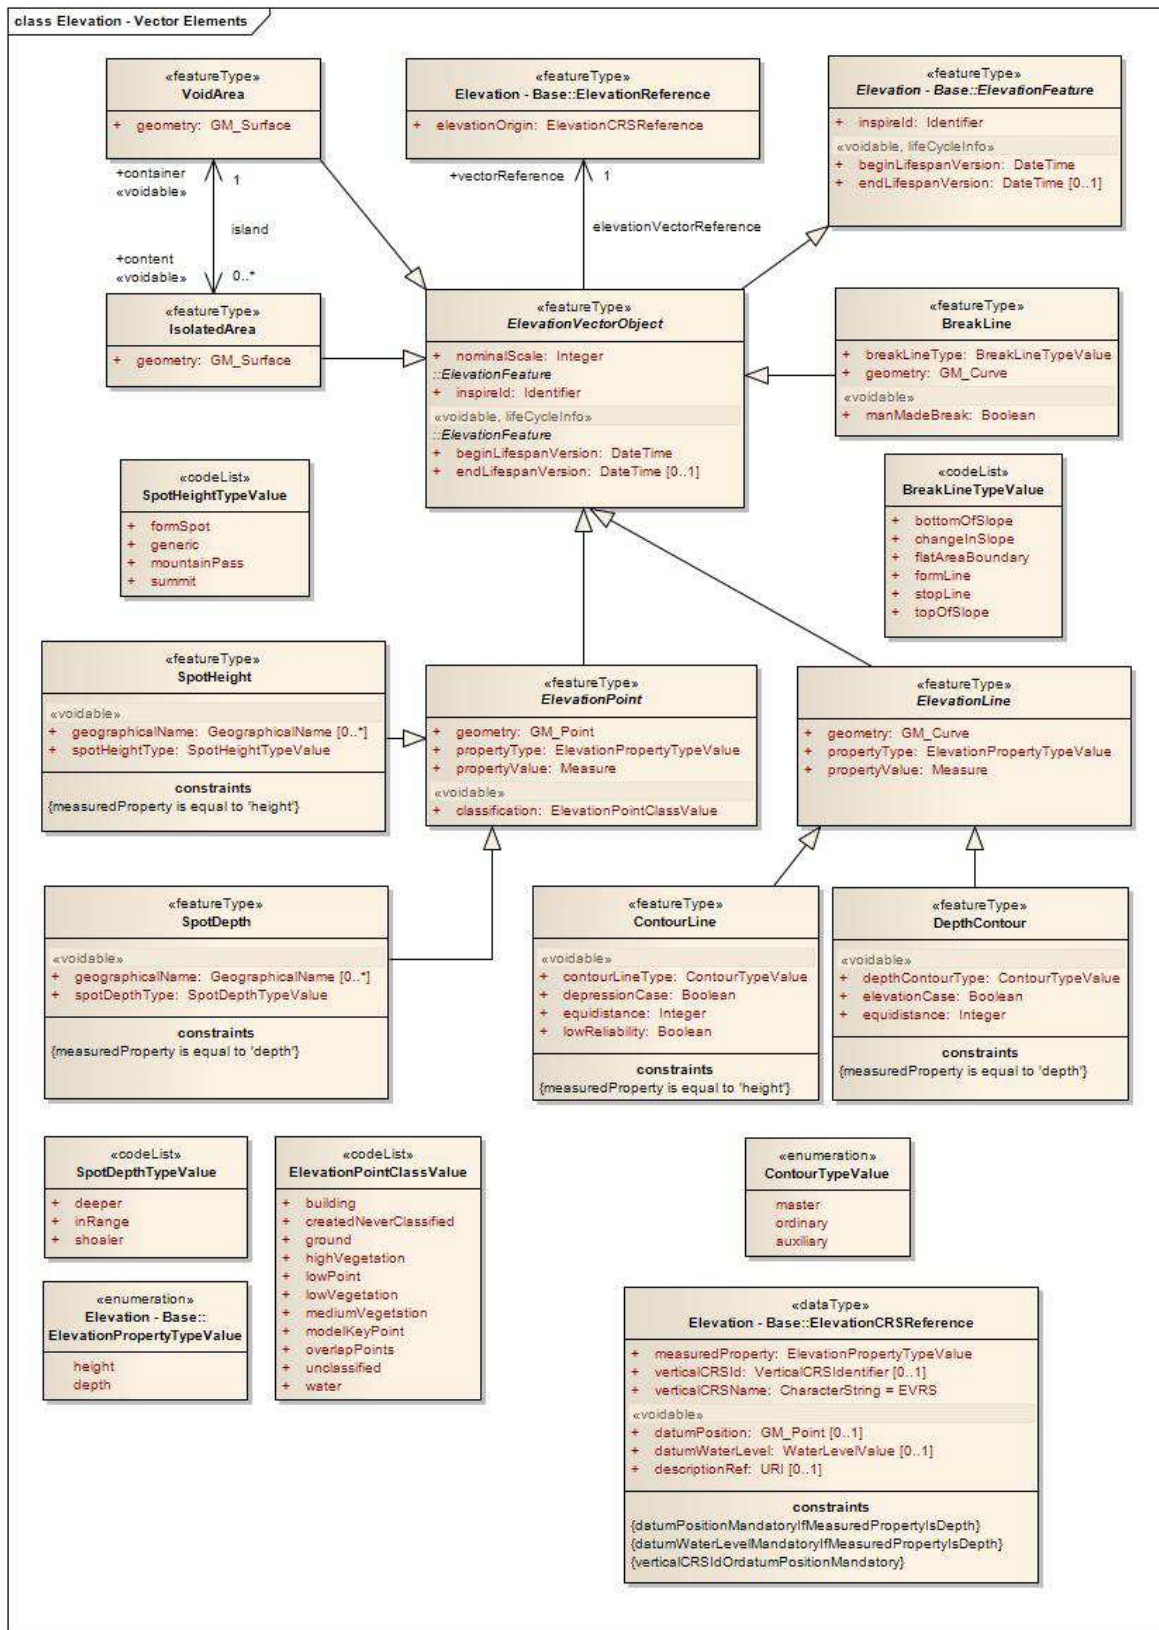 class Elevation - Vector Elements
«featureType»
VoidArea
+ geometry: GM_Surface
«featureType»
Elevation - Base::ElevationReference
+ elevationOrigin: ElevationCRSReference
«featureType»
Elevation - Base::ElevationFeature
+ inspireId: Identifier
«voidable, lifeCycleInfo»
+ beginLifespanVersion: DateTime
+ endLifespanVersion: DateTime [0..1]
+container
«voidable»
1
island
+content
«voidable»
0..*
+vectorReference
1
elevationVectorReference
«featureType»
IsolatedArea
+ geometry: GM_Surface
«featureType»
ElevationVectorObject
+ nominalScale: Integer
::ElevationFeature
+ inspireId: Identifier
«voidable, lifeCycleInfo»
::ElevationFeature
+ beginLifespanVersion: DateTime
+ endLifespanVersion: DateTime [0..1]
«featureType»
BreakLine
+ breakLineType: BreakLineTypeValue
+ geometry: GM_Curve
«voidable»
+ manMadeBreak: Boolean
«codeList»
SpotHeightTypeValue
+ formSpot
+ generic
+ mountainPass
+ summit
«codeList»
BreakLineTypeValue
+ bottomOfSlope
+ changeInSlope
+ flatAreaBoundary
+ formLine
+ stopLine
+ topOfSlope
«featureType»
SpotHeight
«voidable»
+ geographicalName: GeographicalName [0..*]
+ spotHeightType: SpotHeightTypeValue
constraints
{measuredProperty is equal to 'height'}
«featureType»
ElevationPoint
+ geometry: GM_Point
+ propertyType: ElevationPropertyTypeValue
+ propertyValue: Measure
«voidable»
+ classification: ElevationPointClassValue
«featureType»
ElevationLine
+ geometry: GM_Curve
+ propertyType: ElevationPropertyTypeValue
+ propertyValue: Measure
«featureType»
SpotDepth
«voidable»
+ geographicalName: GeographicalName [0..*]
+ spotDepthType: SpotDepthTypeValue
constraints
{measuredProperty is equal to 'depth'}
«featureType»
ContourLine
«voidable»
+ contourLineType: ContourTypeValue
+ depressionCase: Boolean
+ equidistance: Integer
+ lowReliability: Boolean
constraints
{measuredProperty is equal to 'height'}
«featureType»
DepthContour
«voidable»
+ depthContourType: ContourTypeValue
+ elevationCase: Boolean
+ equidistance: Integer
constraints
{measuredProperty is equal to 'depth'}
«codeList»
SpotDepthTypeValue
+ deeper
+ inRange
+ shoaler
«codeList»
ElevationPointClassValue
+ building
+ createdNeverClassified
+ ground
+ highVegetation
+ lowPoint
+ lowVegetation
+ mediumVegetation
+ modelKeyPoint
+ overlapPoints
+ unclassified
+ water
«enumeration»
ContourTypeValue
master
ordinary
auxiliary
«enumeration»
Elevation - Base::
ElevationPropertyTypeValue
height
depth
«dataType»
Elevation - Base::ElevationCRSReference
+ measuredProperty: ElevationPropertyTypeValue
+ verticalCRSId: VerticalCRSIdentifier [0..1]
+ verticalCRSName: CharacterString = EVRS
«voidable»
+ datumPosition: GM_Point [0..1]
+ datumWaterLevel: WaterLevelValue [0..1]
+ descriptionRef: URI [0..1]
constraints
{datumPositionMandatoryIfMeasuredPropertyIsDepth}
{datumWaterLevelMandatoryIfMeasuredPropertyIsDepth}
{verticalCRSIdOrdatumPositionMandatory}